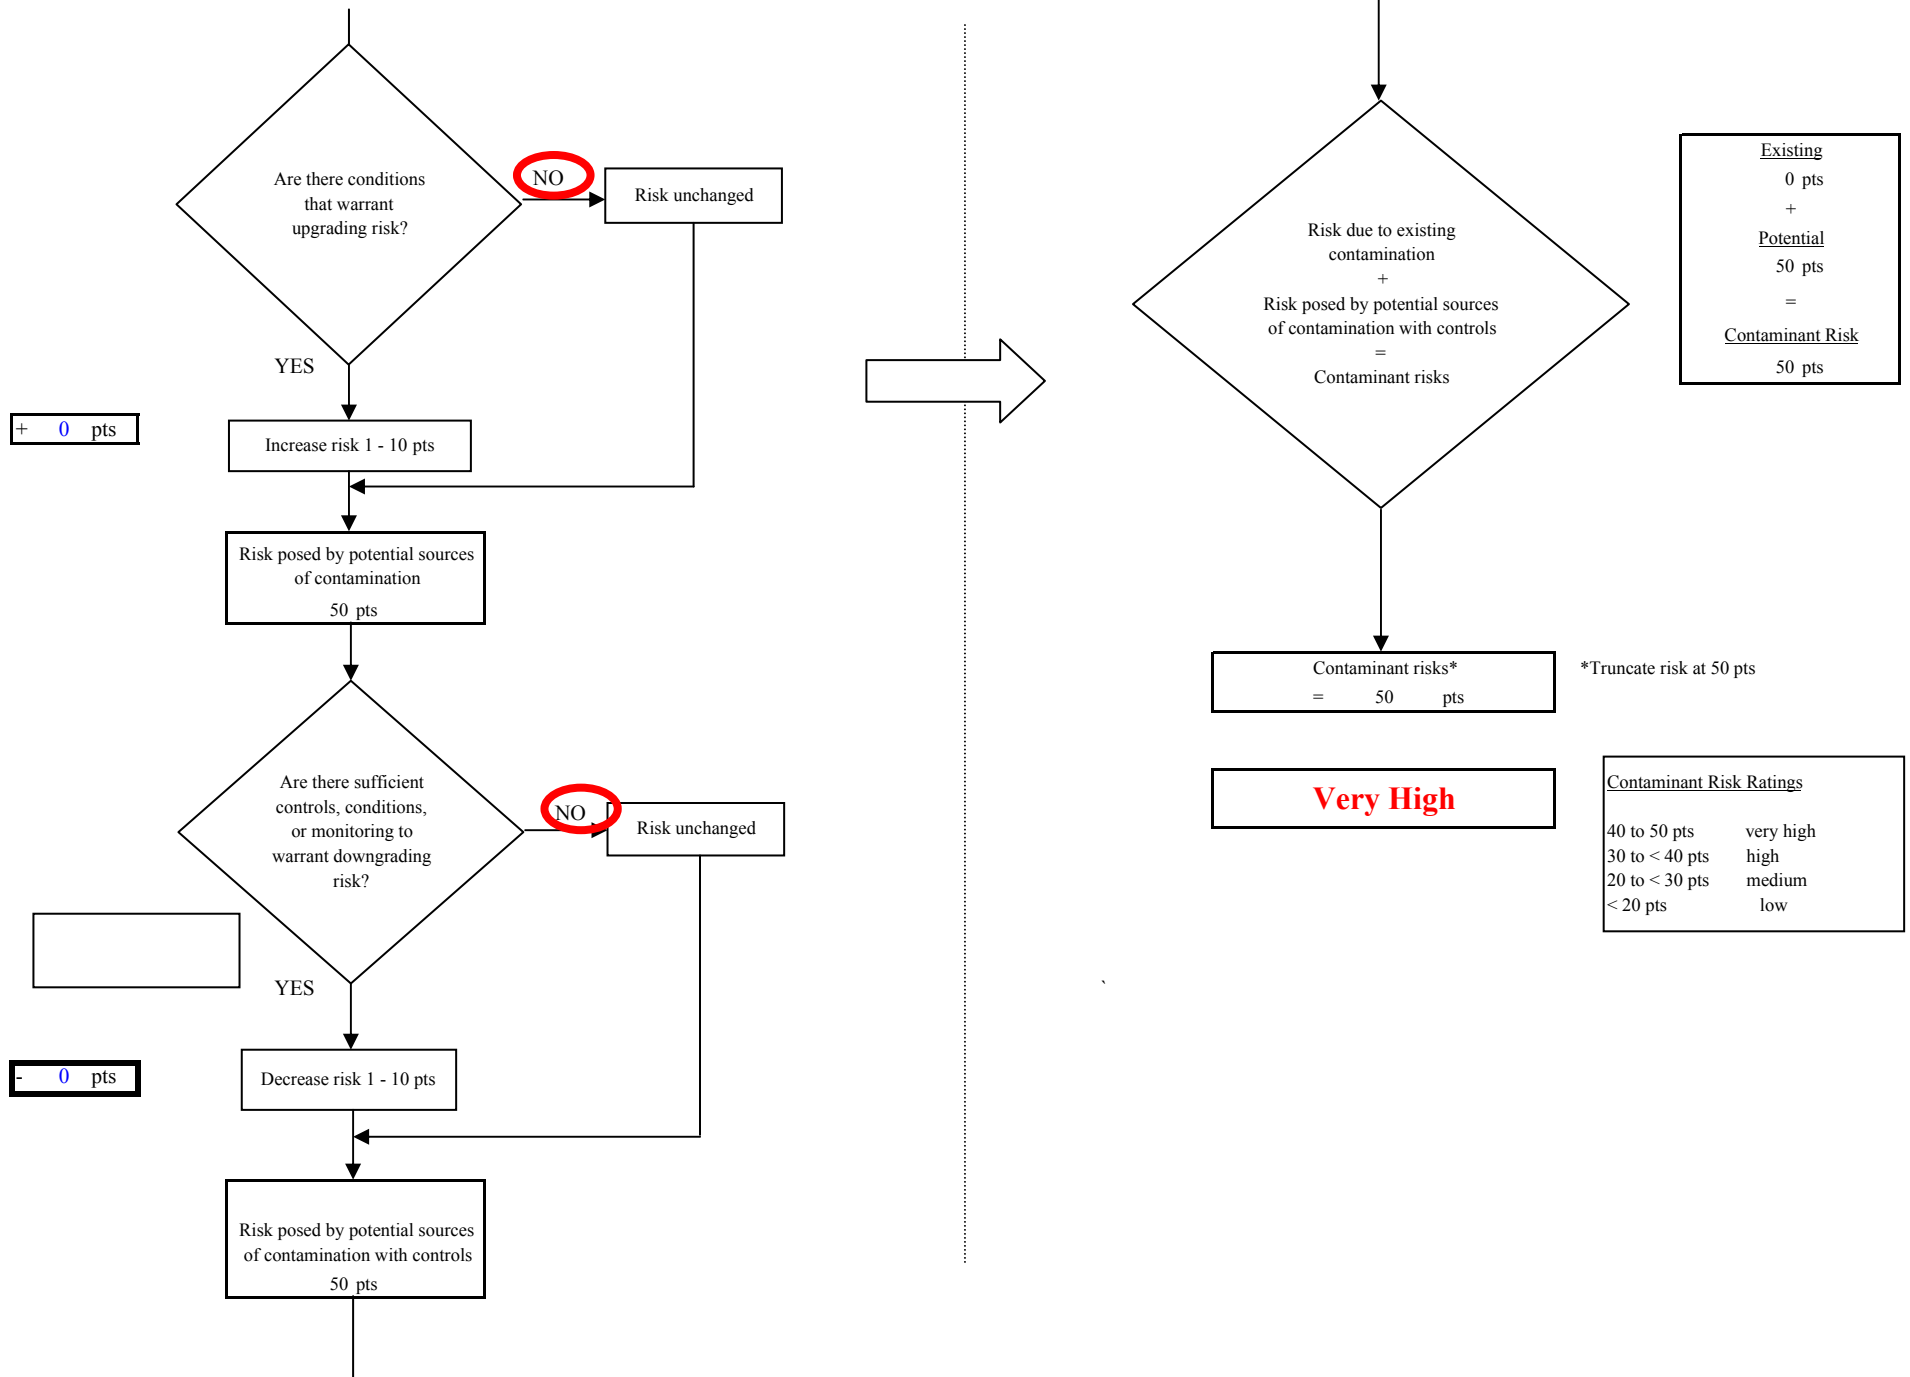 Are there conditions
that warrant
upgrading risk?
NO
Risk unchanged
YES
+ 0 pts
Increase risk 1 - 10 pts
Risk posed by potential sources
of contamination
50 pts
Are there sufficient
controls, conditions,
or monitoring to
warrant downgrading
risk?
NO
Risk unchanged
YES
- 0 pts
Decrease risk 1 - 10 pts
Risk posed by potential sources
of contamination with controls
50 pts
Risk due to existing
contamination
+
Risk posed by potential sources
of contamination with controls
=
Contaminant risks
Existing
0 pts
+
Potential
50 pts
=
Contaminant Risk
50 pts
Contaminant risks*
= 50 pts
*Truncate risk at 50 pts
Very High
Contaminant Risk Ratings
40 to 50 pts very high
30 to < 40 pts high
20 to < 30 pts medium
< 20 pts low
`